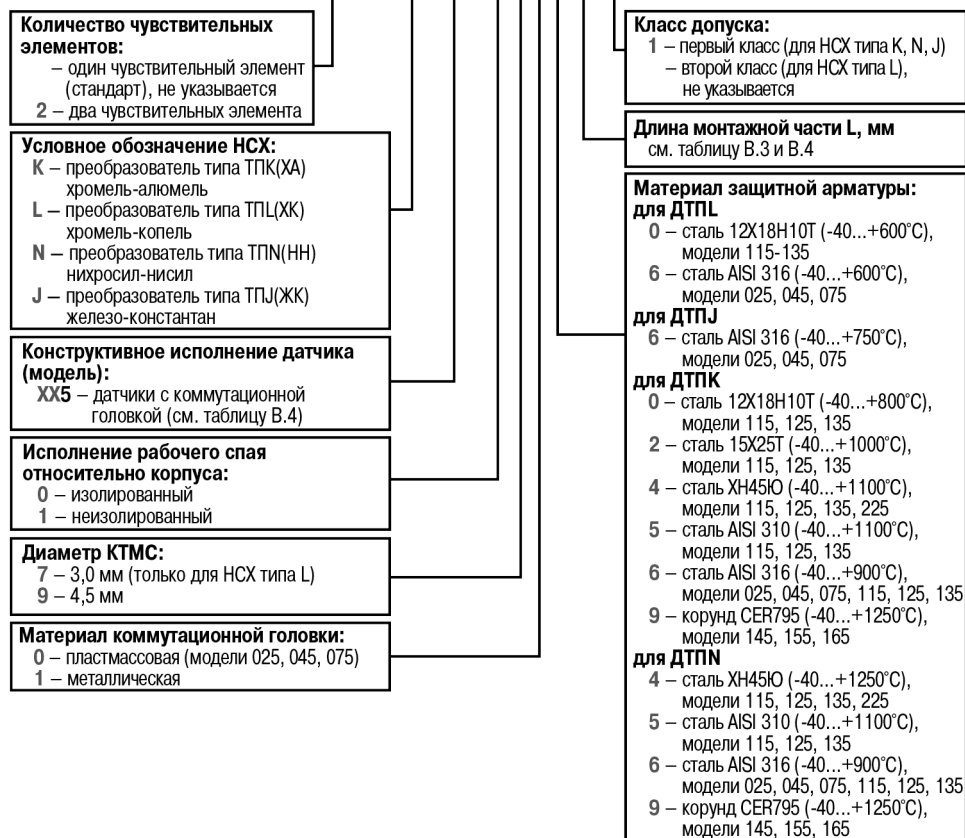 Количество чувствительных
элементов:
– один чувствительный элемент
(стандарт), не указывается
2 – два чувствительных элемента
Условное обозначение НСХ:
K – преобразователь типа ТПК(ХА)
хромель-алюмель
L – преобразователь типа ТПL(ХК)
хромель-копель
N – преобразователь типа ТПN(НН)
нихросил-нисил
J – преобразователь типа ТПJ(ЖК)
железо-константан
Конструктивное исполнение датчика
(модель):
XX5 – датчики с коммутационной
головкой (см. таблицу В.4)
Исполнение рабочего спая
относительно корпуса:
0 – изолированный
1 – неизолированный
Диаметр КТМС:
7 – 3,0 мм (только для НСХ типа L)
9 – 4,5 мм
Материал коммутационной головки:
0 – пластмассовая (модели 025, 045, 075)
1 – металлическая
Класс допуска:
1 – первый класс (для НСХ типа K, N, J)
– второй класс (для НСХ типа L),
не указывается
Длина монтажной части L, мм
см. таблицу В.3 и В.4
Материал защитной арматуры:
для ДТПL
0 – сталь 12Х18Н10Т (-40...+600°С),
модели 115-135
6 – сталь AISI 316 (-40...+600°С),
модели 025, 045, 075
для ДТПJ
6 – сталь AISI 316 (-40...+750°С),
модели 025, 045, 075
для ДТПК
0 – сталь 12Х18Н10Т (-40...+800°С),
модели 115, 125, 135
2 – сталь 15Х25Т (-40...+1000°С),
модели 115, 125, 135
4 – сталь ХН45Ю (-40...+1100°С),
модели 115, 125, 135, 225
5 – сталь AISI 310 (-40...+1100°С),
модели 115, 125, 135
6 – сталь AISI 316 (-40...+900°С),
модели 025, 045, 075, 115, 125, 135
9 – корунд CER795 (-40...+1250°С),
модели 145, 155, 165
для ДТПN
4 – сталь ХН45Ю (-40...+1250°С),
модели 115, 125, 135, 225
5 – сталь AISI 310 (-40...+1100°С),
модели 115, 125, 135
6 – сталь AISI 316 (-40...+900°С),
модели 025, 045, 075, 115, 125, 135
9 – корунд CER795 (-40...+1250°С),
модели 145, 155, 165